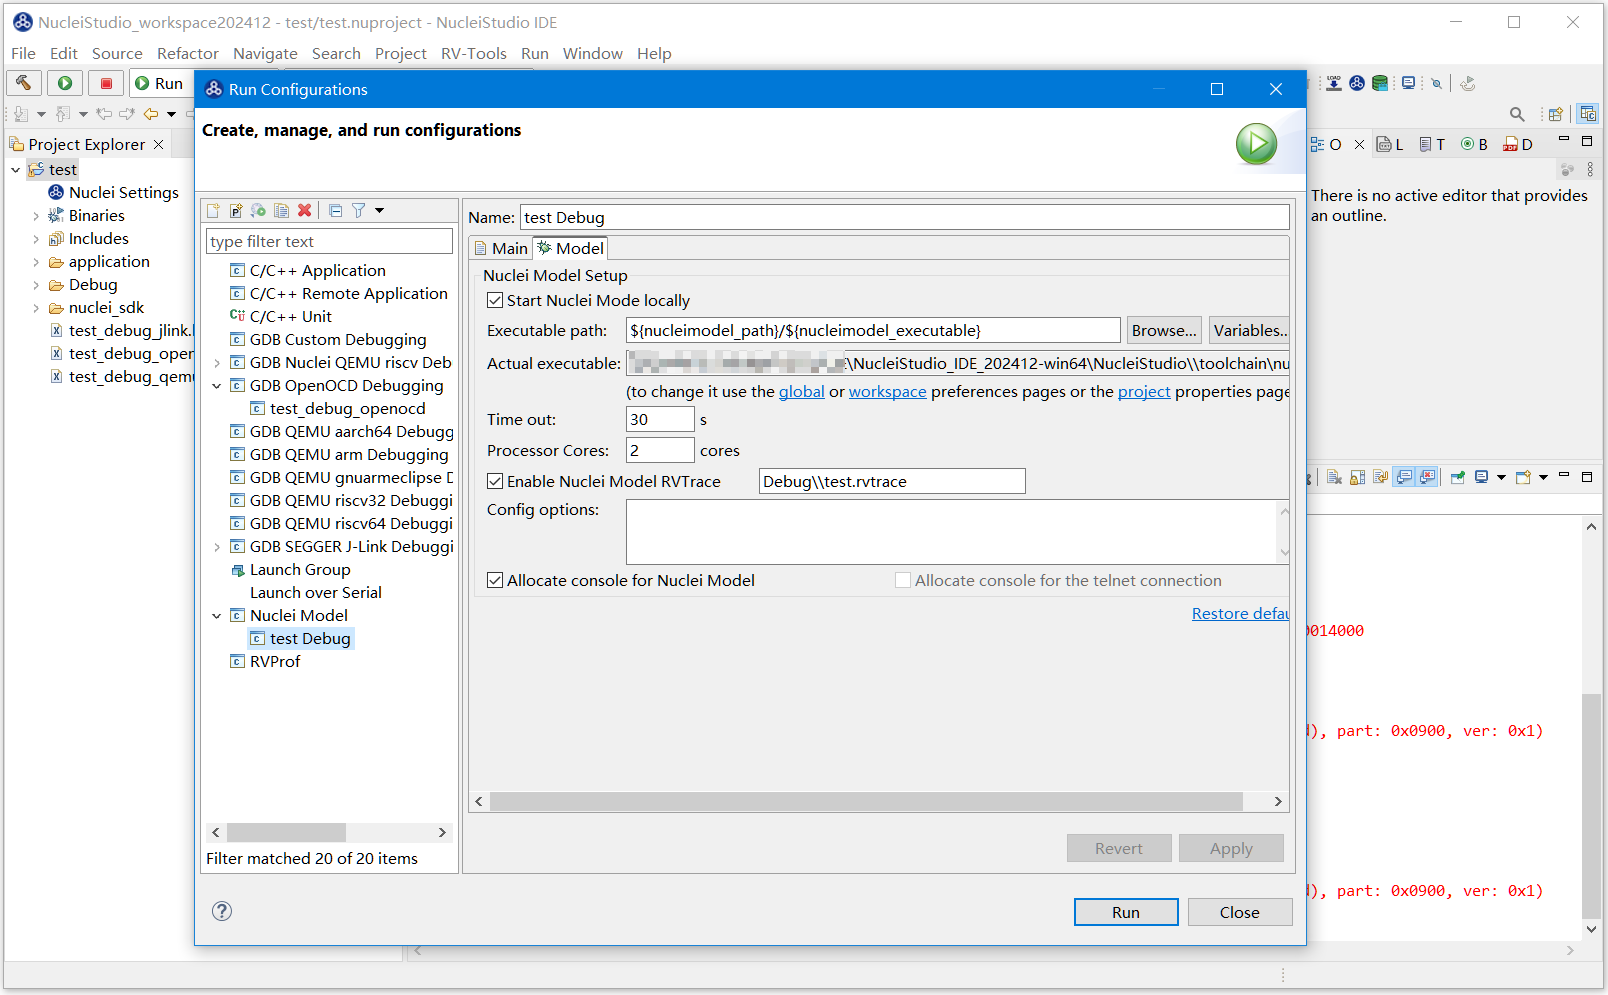 NucleiStudio_workspace202412 - test/test.nuproject - NucleiStudio IDE
File Edit Source Refactor Navigate Search Project RV-Tools Run Window Help
Run
Project Explorer
test
Nuclei Settings
Binaries
Includes
application
Debug
nuclei_sdk
test_debug_jlink.l
test_debug_open
test_debug_qemu
Run Configurations
Create, manage, and run configurations
type filter text
C/C++ Application
C/C++ Remote Application
C/C++ Unit
GDB Custom Debugging
GDB Nuclei QEMU riscv Deb
GDB OpenOCD Debugging
test_debug_openocd
GDB QEMU aarch64 Debugg
GDB QEMU arm Debugging
GDB QEMU gnuarmeclipse D
GDB QEMU riscv32 Debuggi
GDB QEMU riscv64 Debuggi
GDB SEGGER J-Link Debuggi
Launch Group
Launch over Serial
Nuclei Model
test Debug
RVProf
Filter matched 20 of 20 items
Name: test Debug
Main Model
Nuclei Model Setup
Start Nuclei Mode locally
Executable path: ${nucleimodel_path}/${nucleimodel_executable} Browse... Variables...
Actual executable: \NucleiStudio_IDE_202412-win64\NucleiStudio\\toolchain\nu
(to change it use the global or workspace preferences pages or the project properties page
Time out: 30 s
Processor Cores: 2 cores
Enable Nuclei Model RVTrace Debug\\test.rvtrace
Config options:
Allocate console for Nuclei Model Allocate console for the telnet connection
Restore defau
Revert Apply
Run Close
O L T B D
There is no active editor that provides
an outline.
0014000
), part: 0x0900, ver: 0x1)
), part: 0x0900, ver: 0x1)